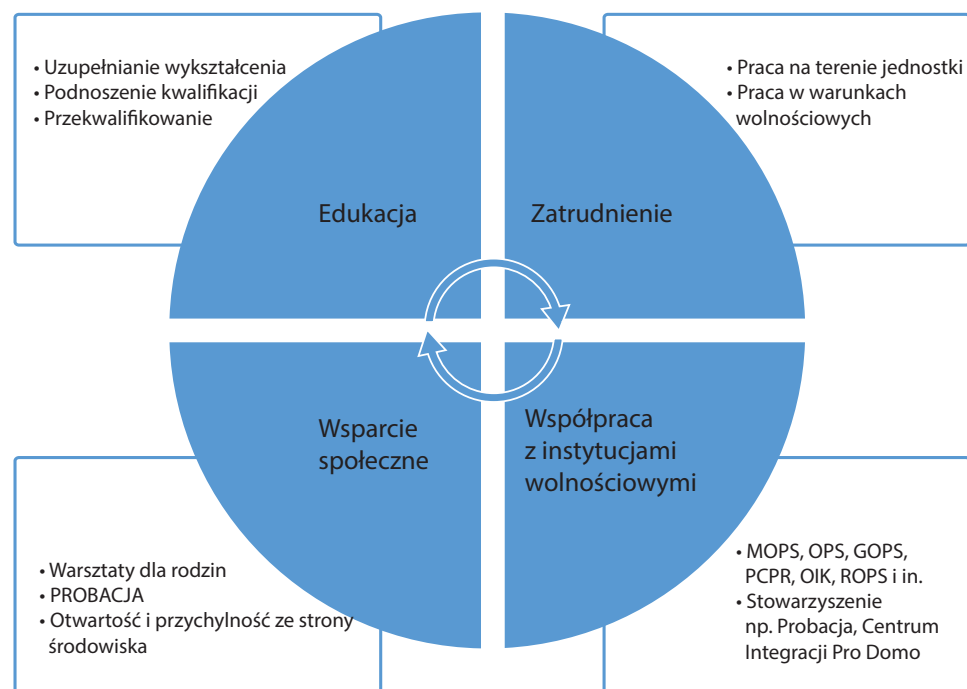 • Uzupełnianie wykształcenia
• Podnoszenie kwalifikacji
• Przekwalifikowanie
• Praca na terenie jednostki
• Praca w warunkach
wolnościowych
Edukacja
Zatrudnienie
Wsparcie
społeczne
Współpraca
z instytucjami
wolnościowymi
• Warsztaty dla rodzin
• PROBACJA
• Otwartość i przychylność ze strony
środowiska
• MOPS, OPS, GOPS,
PCPR, OIK, ROPS i in.
• Stowarzyszenie
np. Probacja, Centrum
Integracji Pro Domo